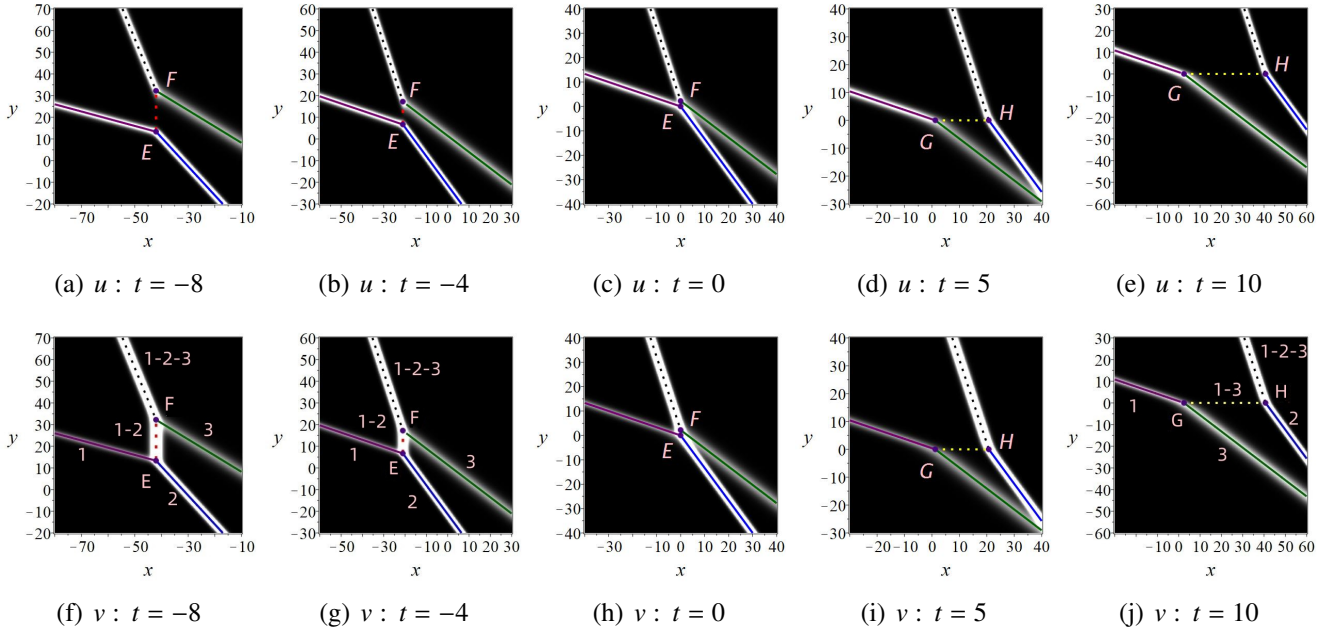 70
60
50
40
30
20
10
0
−10
−20
y
F
E
−70 −50 −30 −10
x
(a) u : t = −8
60
50
40
30
20
10
0
−10
−20
−30
y
F
E
−50 −30 −10 0 10 20 30
x
(b) u : t = −4
40
30
20
10
0
−10
−20
−30
−40
y
F
E
−40 −20 0 10 20 30 40
x
(c) u : t = 0
40
30
20
10
0
−10
−20
−30
y
G
H
−20 0 10 20 30 40
x
(d) u : t = 5
30
20
10
0
−10
−20
−30
−40
−50
−60
y
H
G
−10 0 10 20 30 40 50 60
x
(e) u : t = 10
70
60
50
40
30
20
10
0
−10
−20
y
1-2-3
F
1-2
3
1
E
2
−70 −50 −30 −10
x
(f) v : t = −8
60
50
40
30
20
10
0
−10
−20
−30
y
1-2-3
F
1-2
1
E
3
2
−50 −30 −10 0 10 20 30
x
(g) v : t = −4
40
30
20
10
0
−10
−20
−30
−40
y
F
E
−40 −20 0 10 20 30 40
x
(h) v : t = 0
40
30
20
10
0
−10
−20
−30
y
G
H
−20 0 10 20 30 40
x
(i) v : t = 5
30
20
10
0
−10
−20
−30
−40
−50
−60
y
1-2-3
1-3
H
1
G
2
3
−10 0 10 20 30 40 50 60
x
(j) v : t = 10